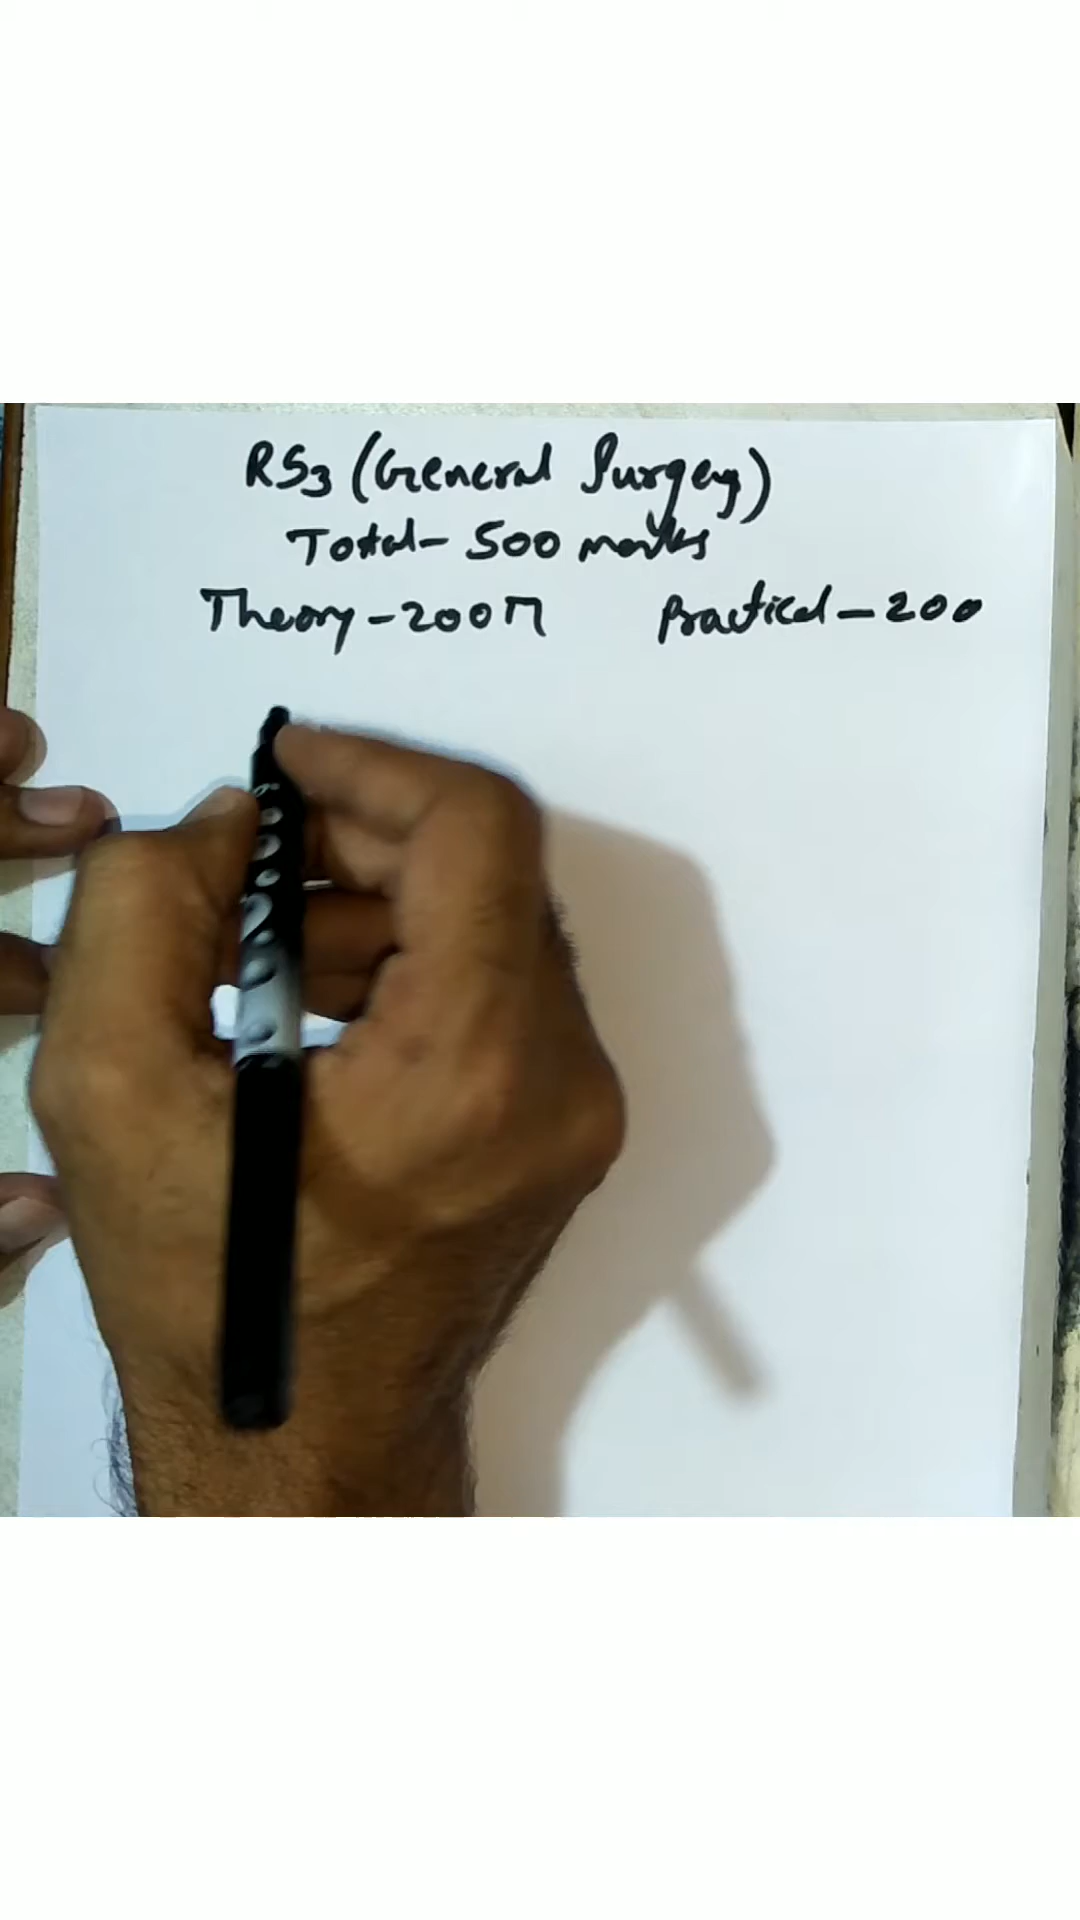 RS3 (General Surgery)
Total- 500 marks
Theory - 200M Practical - 200